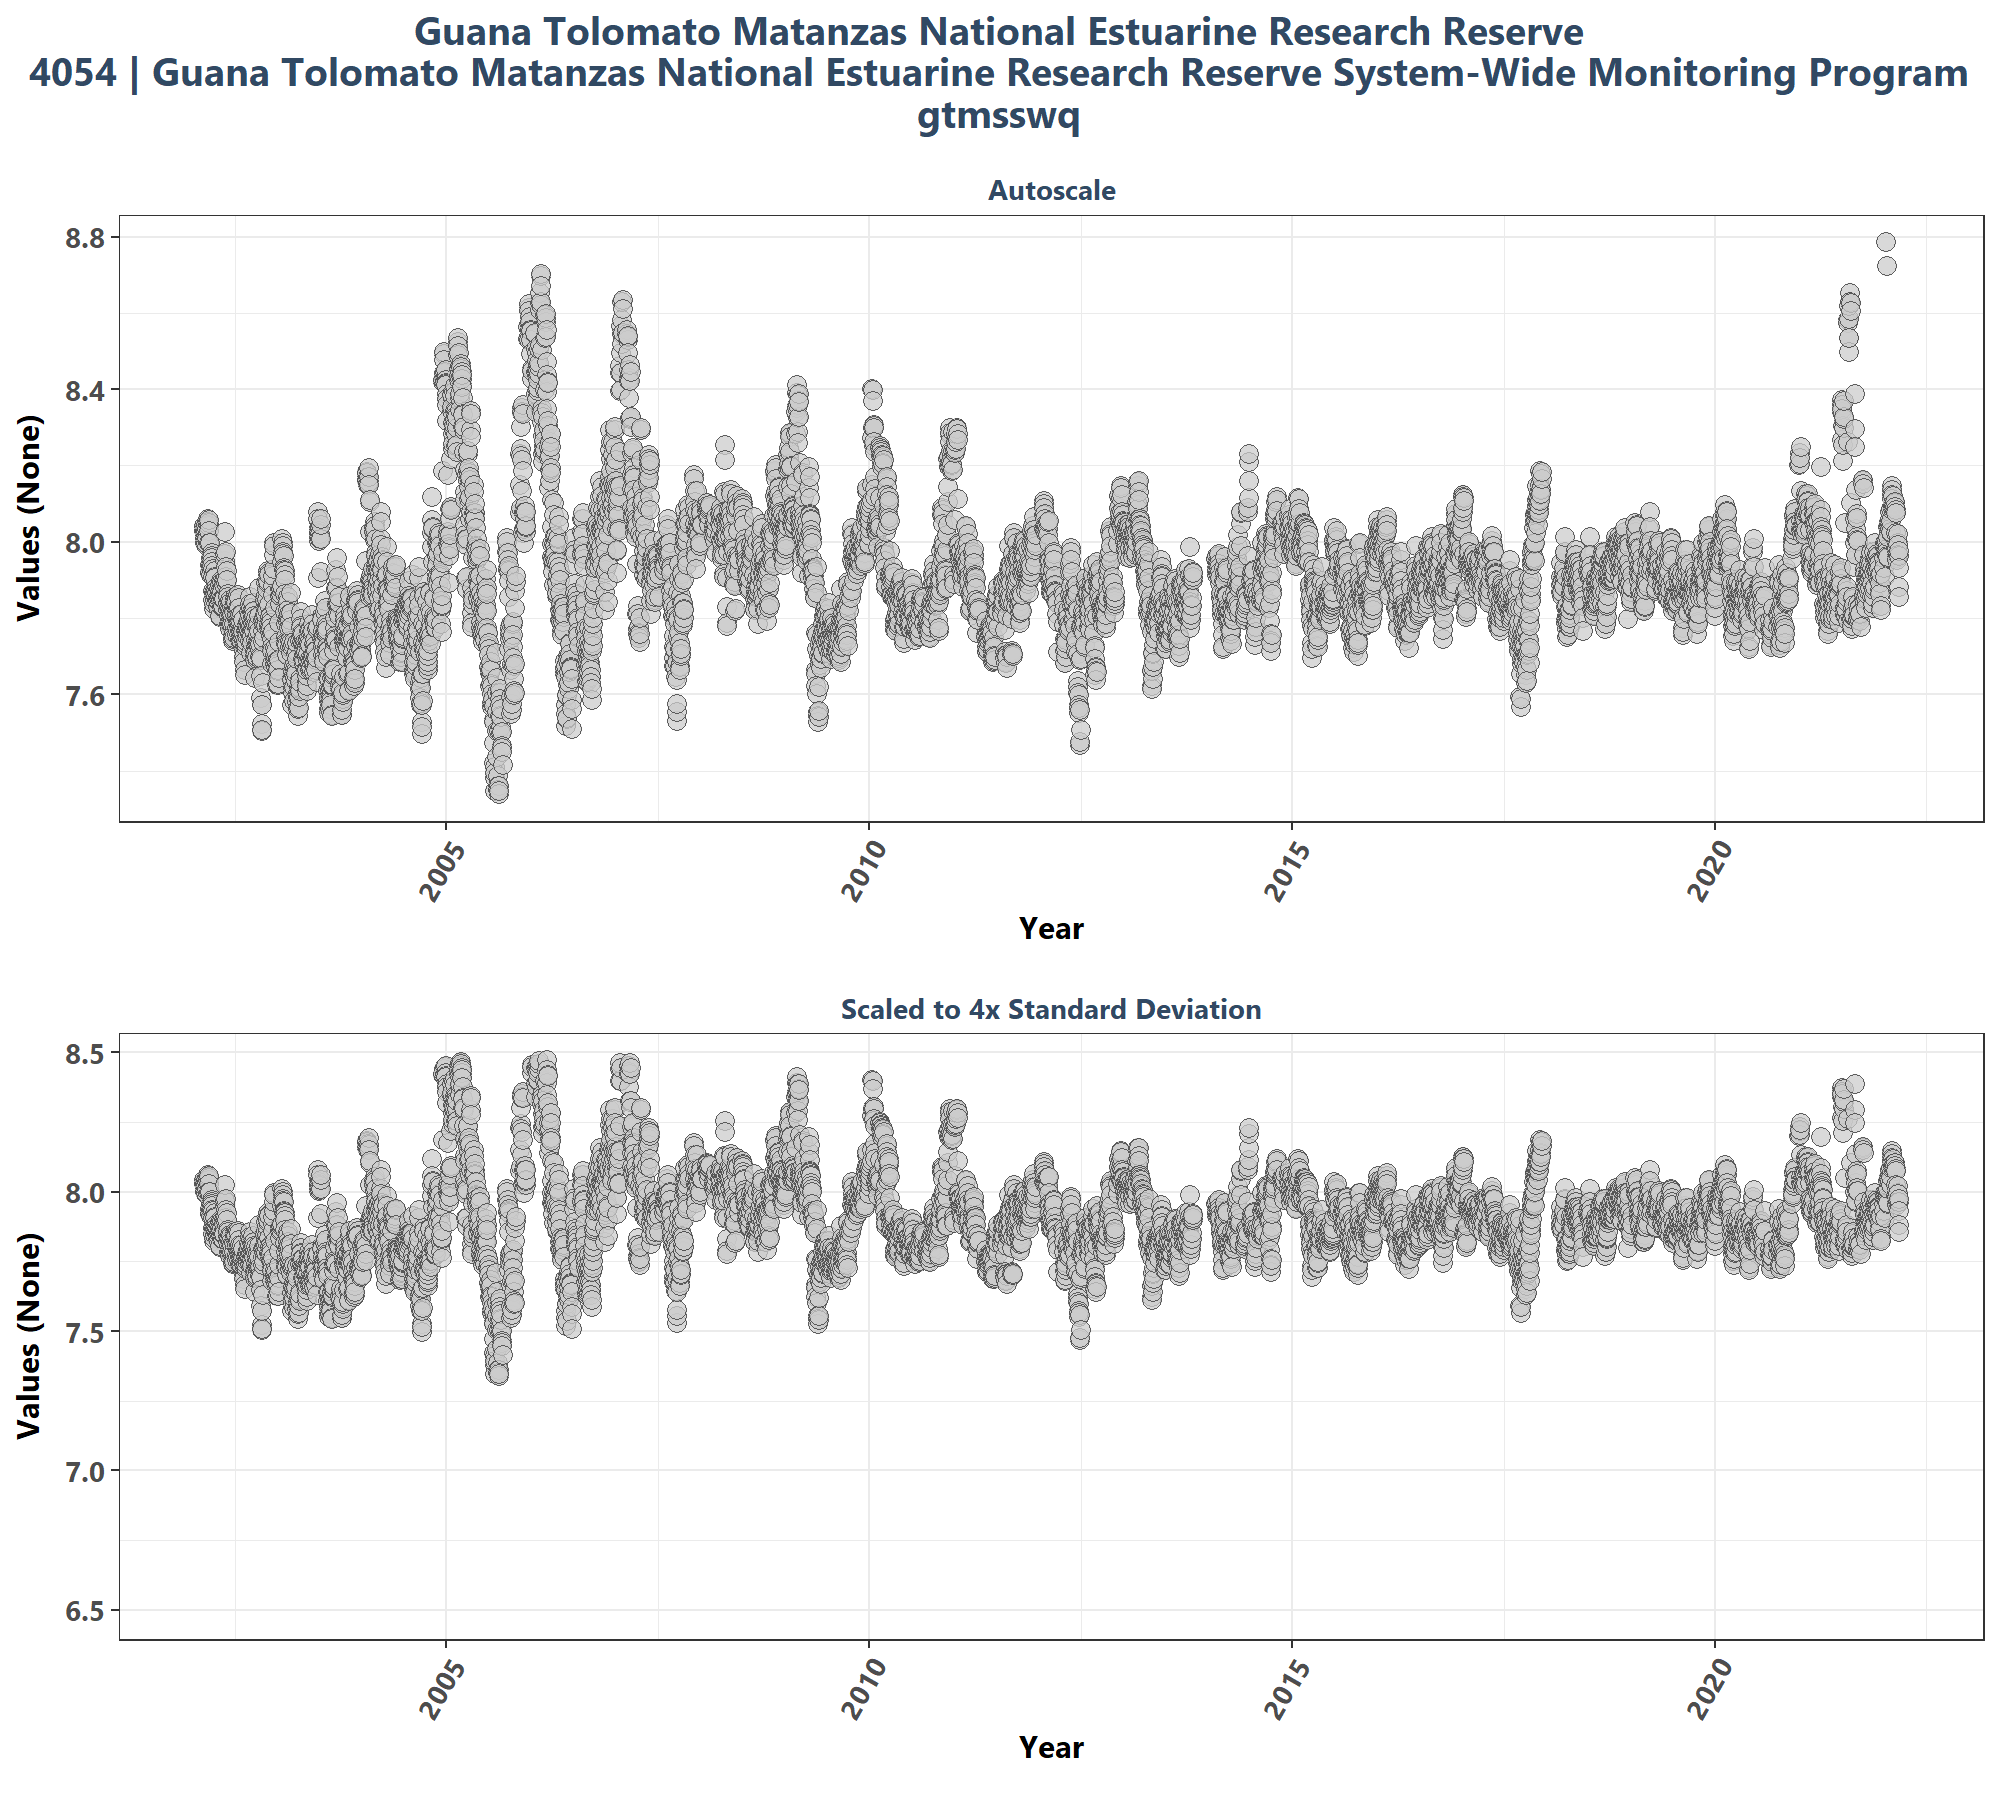 Guana Tolomato Matanzas National Estuarine Research Reserve
4054 | Guana Tolomato Matanzas National Estuarine Research Reserve System-Wide Monitoring Program
gtmsswq
Autoscale
8.8
8.4
8.0
7.6
Values (None)
2005
2010
2015
2020
Year
Scaled to 4x Standard Deviation
8.5
8.0
7.5
7.0
6.5
Values (None)
2005
2010
2015
2020
Year